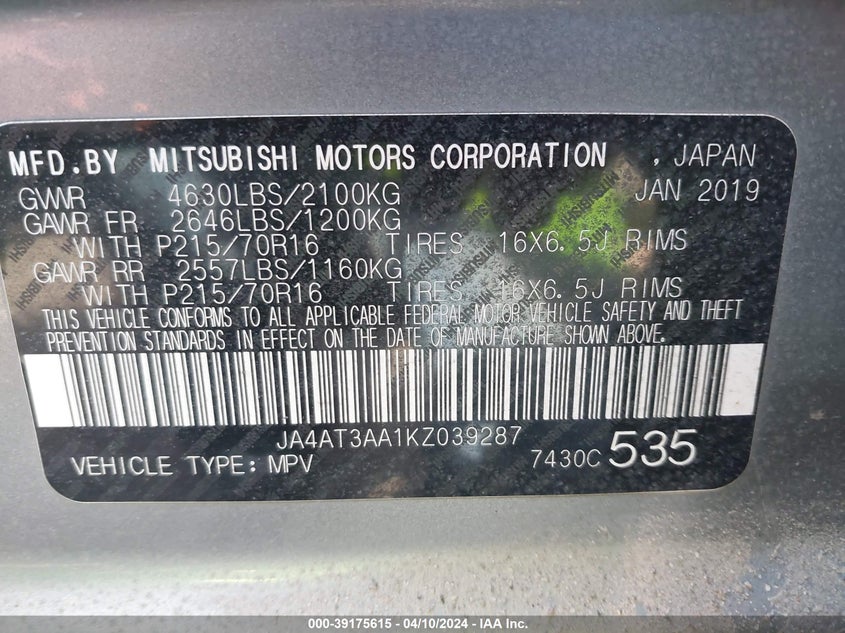 MFD.BY MITSUBISHI MOTORS CORPORATION , JAPAN
GVWR 4630LBS/2100KG JAN 2019
GAWR FR 2646LBS/1200KG
WITH P215/70R16 TIRES 16X6.5J RIMS
GAWR RR 2557LBS/1160KG
WITH P215/70R16 TIRES 16X6.5J RIMS
THIS VEHICLE CONFORMS TO ALL APPLICABLE FEDERAL MOTOR VEHICLE SAFETY AND THEFT
PREVENTION STANDARDS IN EFFECT ON THE DATE OF MANUFACTURE SHOWN ABOVE.
JA4AT3AA1KZ039287
VEHICLE TYPE: MPV 7430C 535
000-39175615 - 04/10/2024 - IAA Inc.